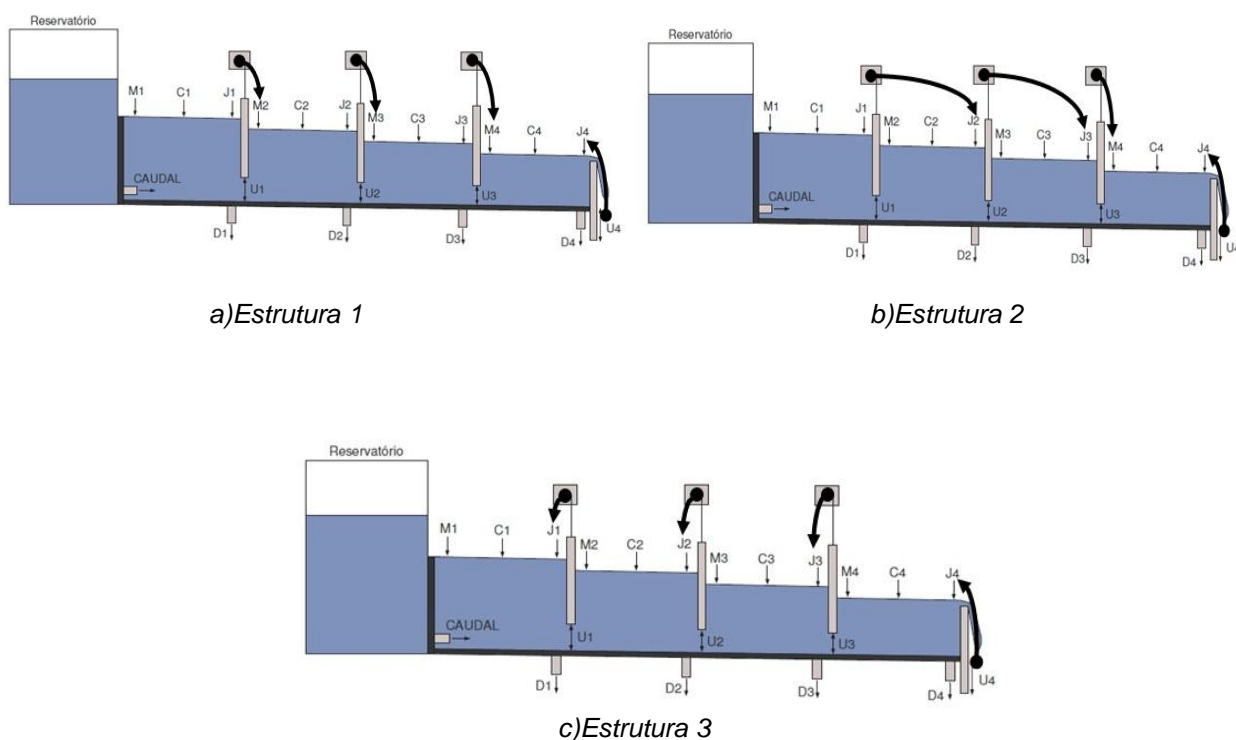 Reservatório
M1 C1 J1 M2 C2 J2 M3 C3 J3 M4 C4 J4
CAUDAL U1 U2 U3 U4
D1 D2 D3 D4
a)Estrutura 1
Reservatório
M1 C1 J1 M2 C2 J2 M3 C3 J3 M4 C4 J4
CAUDAL U1 U2 U3 U4
D1 D2 D3 D4
b)Estrutura 2
Reservatório
M1 C1 J1 M2 C2 J2 M3 C3 J3 M4 C4 J4
CAUDAL U1 U2 U3 U4
D1 D2 D3 D4
c)Estrutura 3